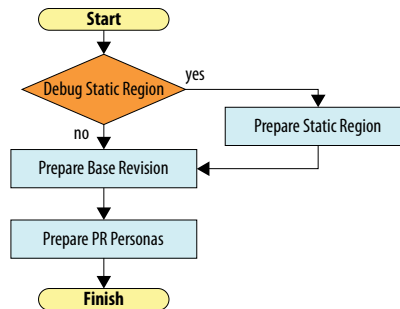 Start
Debug Static Region
yes
no
Prepare Static Region
Prepare Base Revision
Prepare PR Personas
Finish